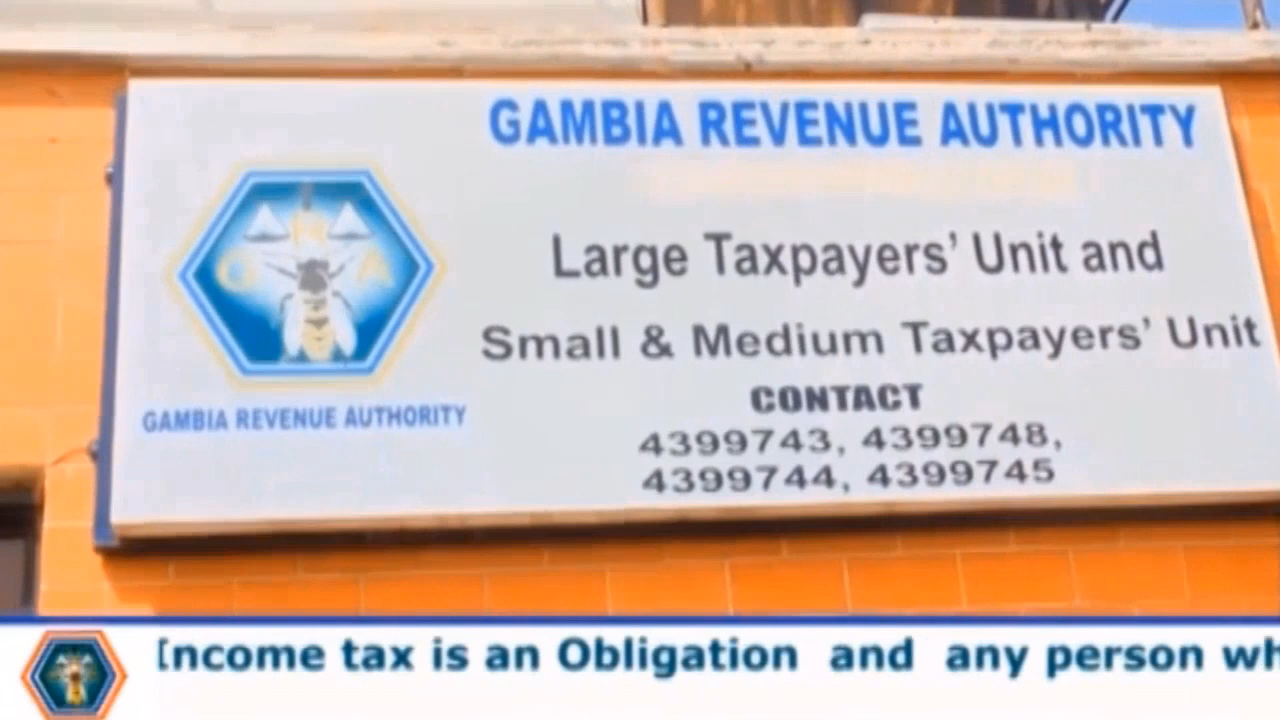 GAMBIA REVENUE AUTHORITY
Large Taxpayers' Unit and
Small & Medium Taxpayers' Unit
CONTACT
4399743, 4399748,
4399744, 4399745
G R A
GAMBIA REVENUE AUTHORITY
Income tax is an Obligation and any person wh